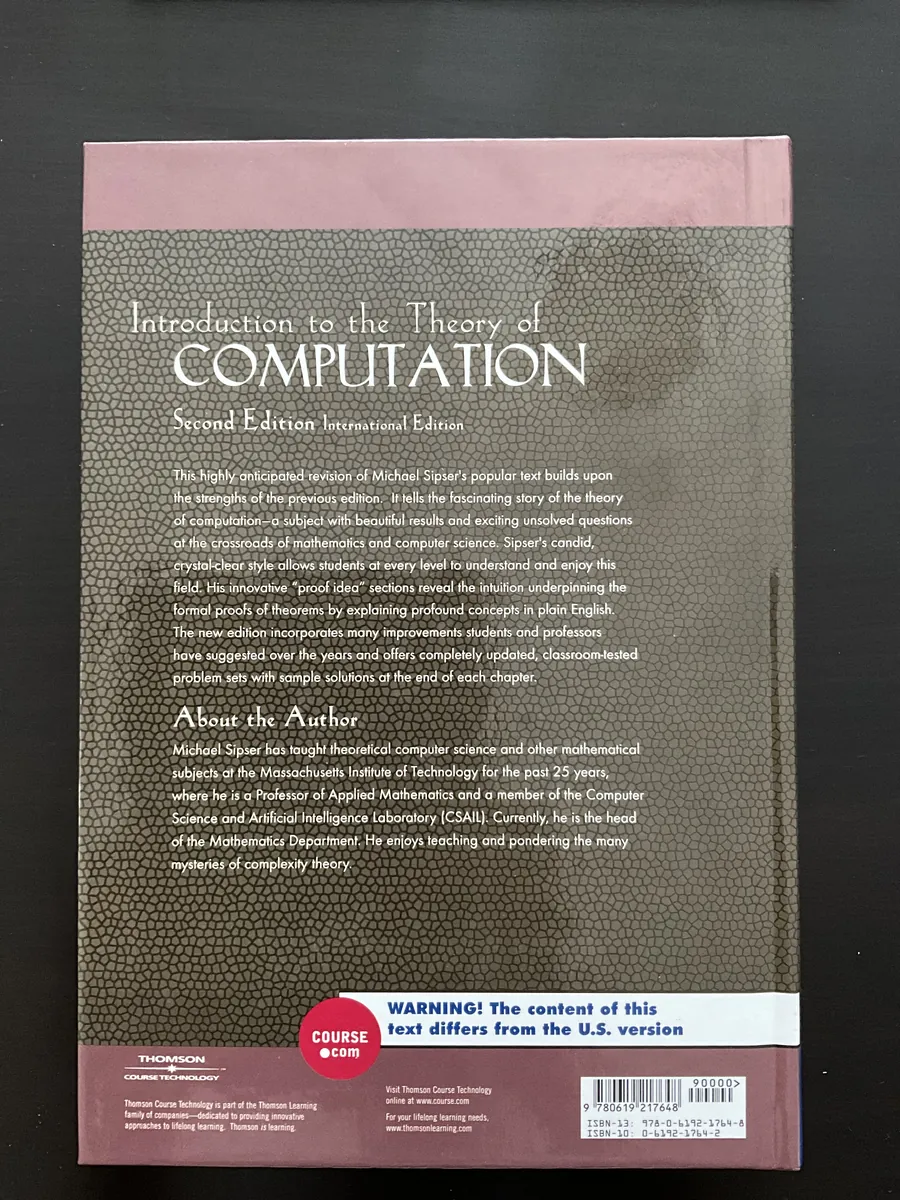 Introduction to the Theory of
COMPUTATION
Second Edition International Edition
This highly anticipated revision of Michael Sipser's popular text builds upon
the strengths of the previous edition. It tells the fascinating story of the theory
of computation—a subject with beautiful results and exciting unsolved questions
at the crossroads of mathematics and computer science. Sipser's candid,
crystal-clear style allows students at every level to understand and enjoy this
field. His innovative "proof idea" sections reveal the intuition underpinning the
formal proofs of theorems by explaining profound concepts in plain English.
The new edition incorporates many improvements students and professors
have suggested over the years and offers completely updated, classroom-tested
problem sets with sample solutions at the end of each chapter.
About the Author
Michael Sipser has taught theoretical computer science and other mathematical
subjects at the Massachusetts Institute of Technology for the past 25 years,
where he is a Professor of Applied Mathematics and a member of the Computer
Science and Artificial Intelligence Laboratory (CSAIL). Currently, he is the head
of the Mathematics Department. He enjoys teaching and pondering the many
mysteries of complexity theory.
WARNING! The content of this
text differs from the U.S. version
COURSE
.com
THOMSON
COURSE TECHNOLOGY
Thomson Course Technology is part of the Thomson Learning
family of companies—dedicated to providing innovative
approaches to lifelong learning. Thomson is learning.
Visit Thomson Course Technology
online at www.course.com
For your lifelong learning needs,
www.thomsonlearning.com
90000>
9 780619 217648
ISBN-13: 978-0-6192-1764-8
ISBN-10: 0-6192-1764-2